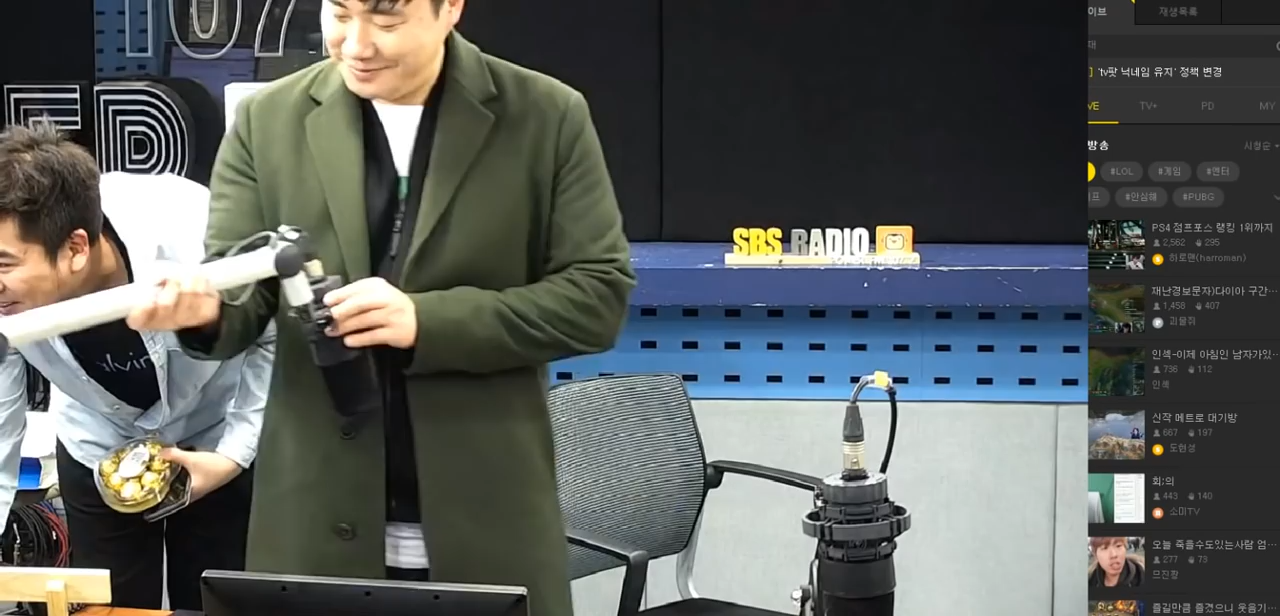 107.
ED
SBS RADIO
alvin
이브
재생목록
'tv팟 닉네임 유지' 정책 변경
VE TV+ PD MY
방송
시청순
#LOL #게임 #엔터
#안심해 #PUBG
PS4 점프포스 랭킹 1위까지
2,562 295
하로맨(harroman)
재난경보문자)다이아 구간…
1,458 407
괴물쥐
인섹-이제 아침인 남자가있…
736 112
인섹
신작 메트로 대기방
667 197
도현성
회;의
443 140
소미TV
오늘 죽을수도있는사람 엄…
277 73
므진황
즐길만큼 즐겼으니 웃음기…